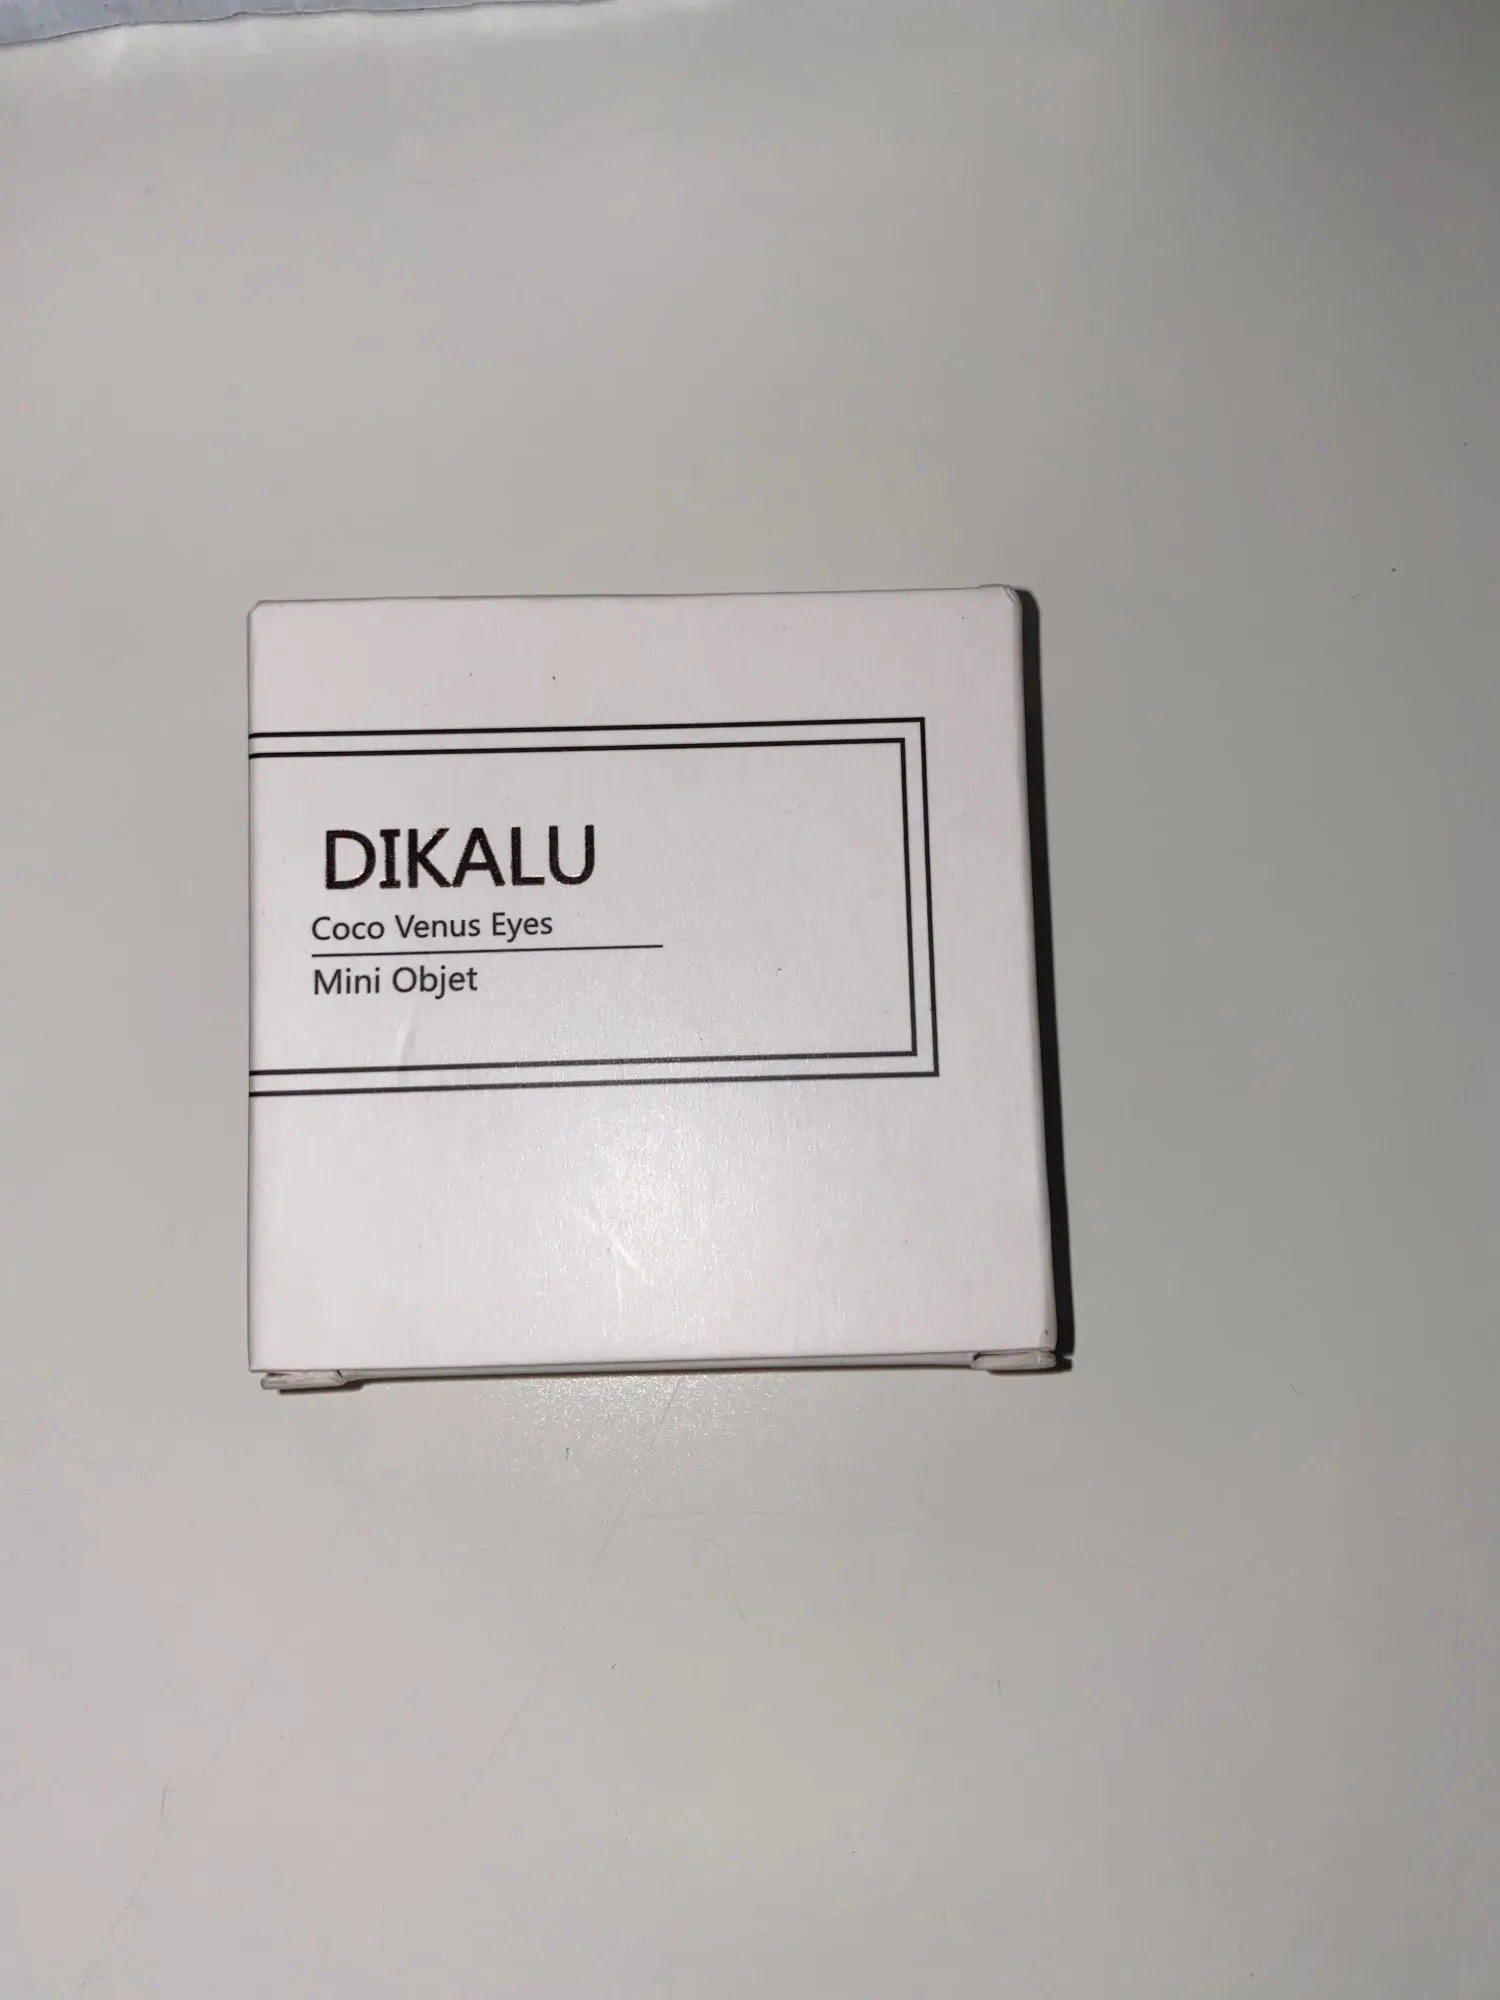 DIKALU
Coco Venus Eyes
Mini Objet